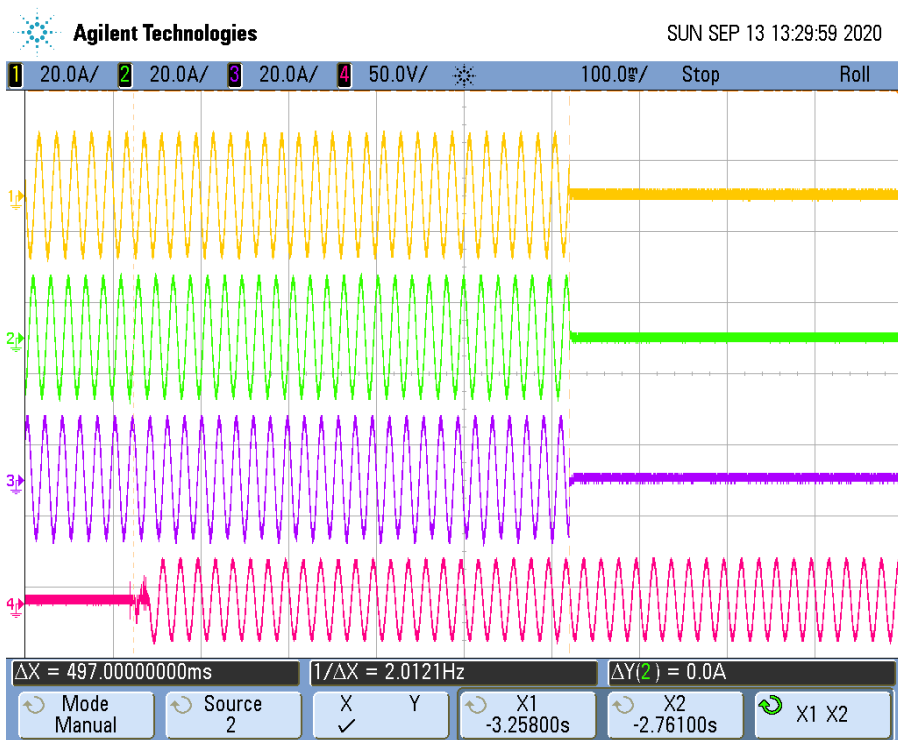 Agilent Technologies SUN SEP 13 13:29:59 2020
1 20.0A/ 2 20.0A/ 3 20.0A/ 4 50.0V/ 100.0ms/ Stop Roll
1
2
3
4
ΔX = 497.00000000ms 1/ΔX = 2.0121Hz ΔY(2) = 0.0A
Mode Source X Y X1 X2 X1 X2
Manual 2 ✓ -3.25800s -2.76100s